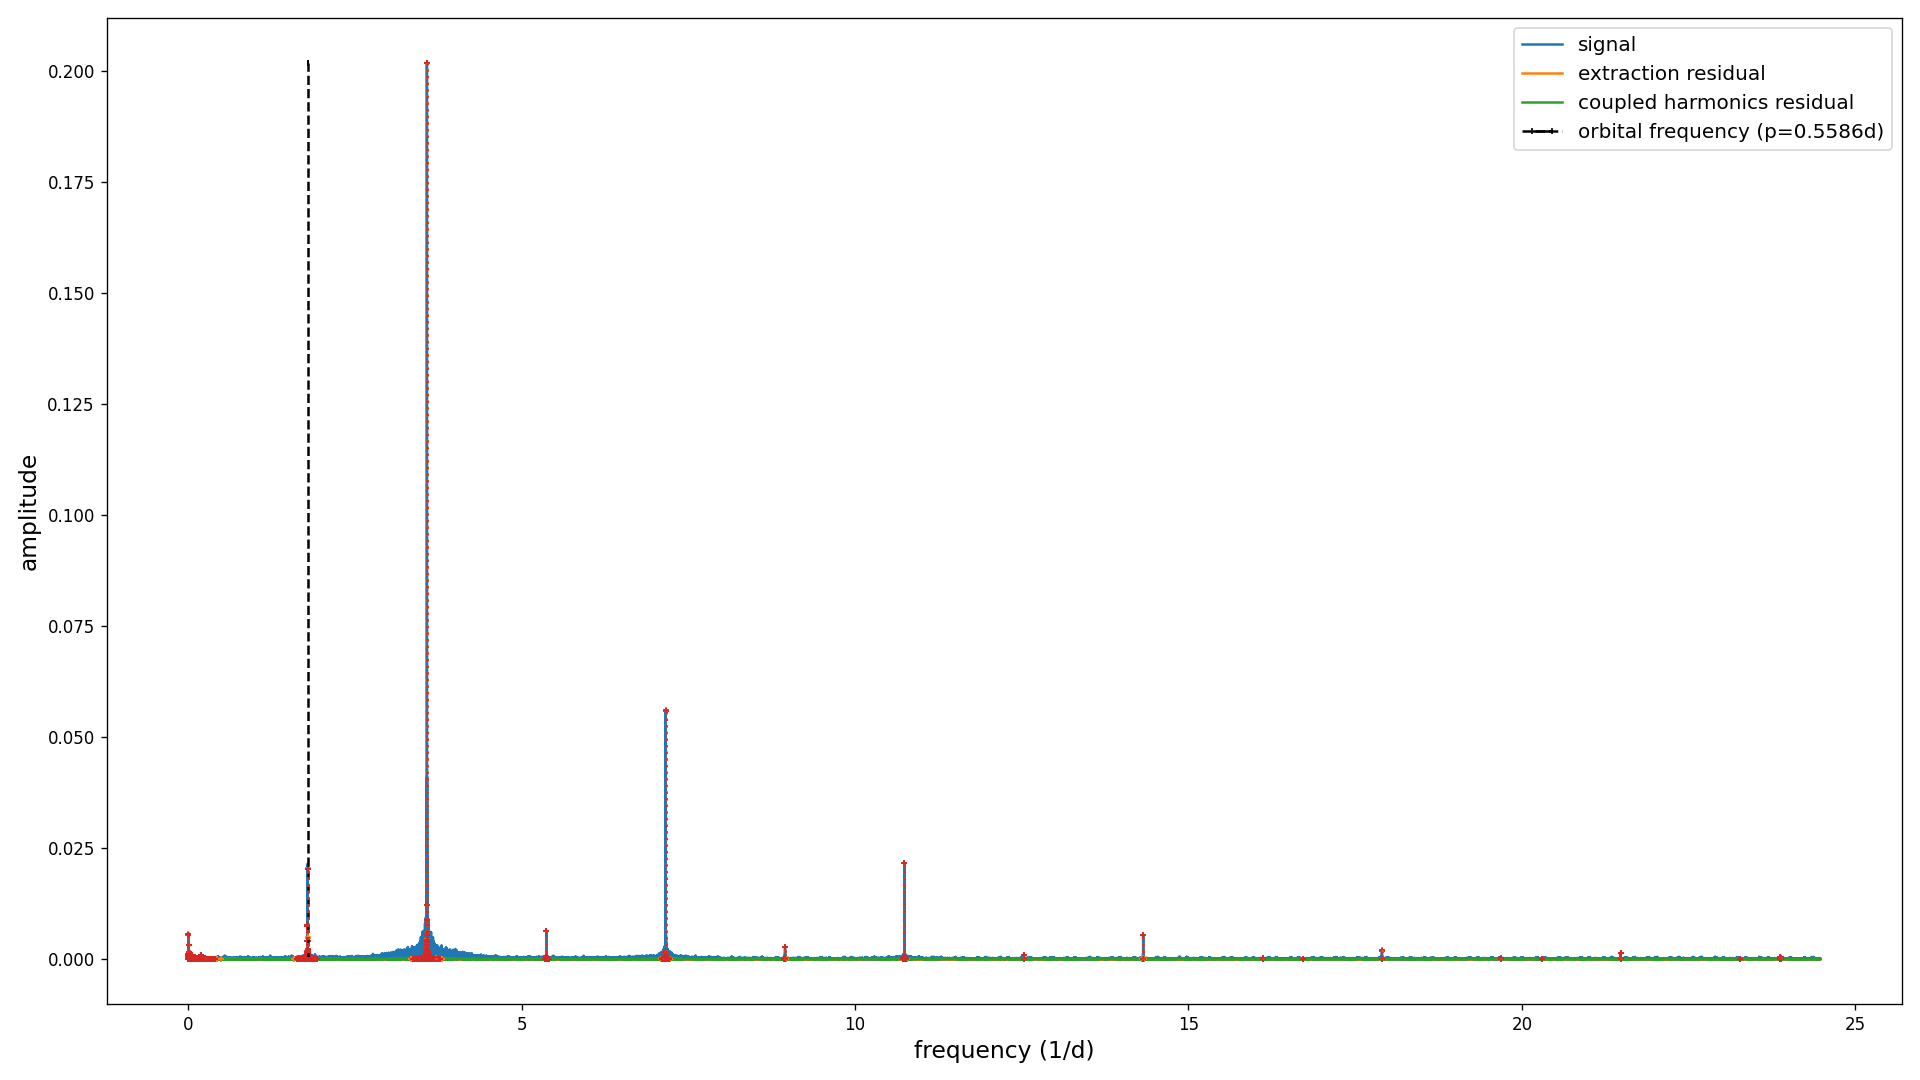 signal
extraction residual
coupled harmonics residual
orbital frequency (p=0.5586d)
amplitude
0.200
0.175
0.150
0.125
0.100
0.075
0.050
0.025
0.000
0 5 10 15 20 25
frequency (1/d)